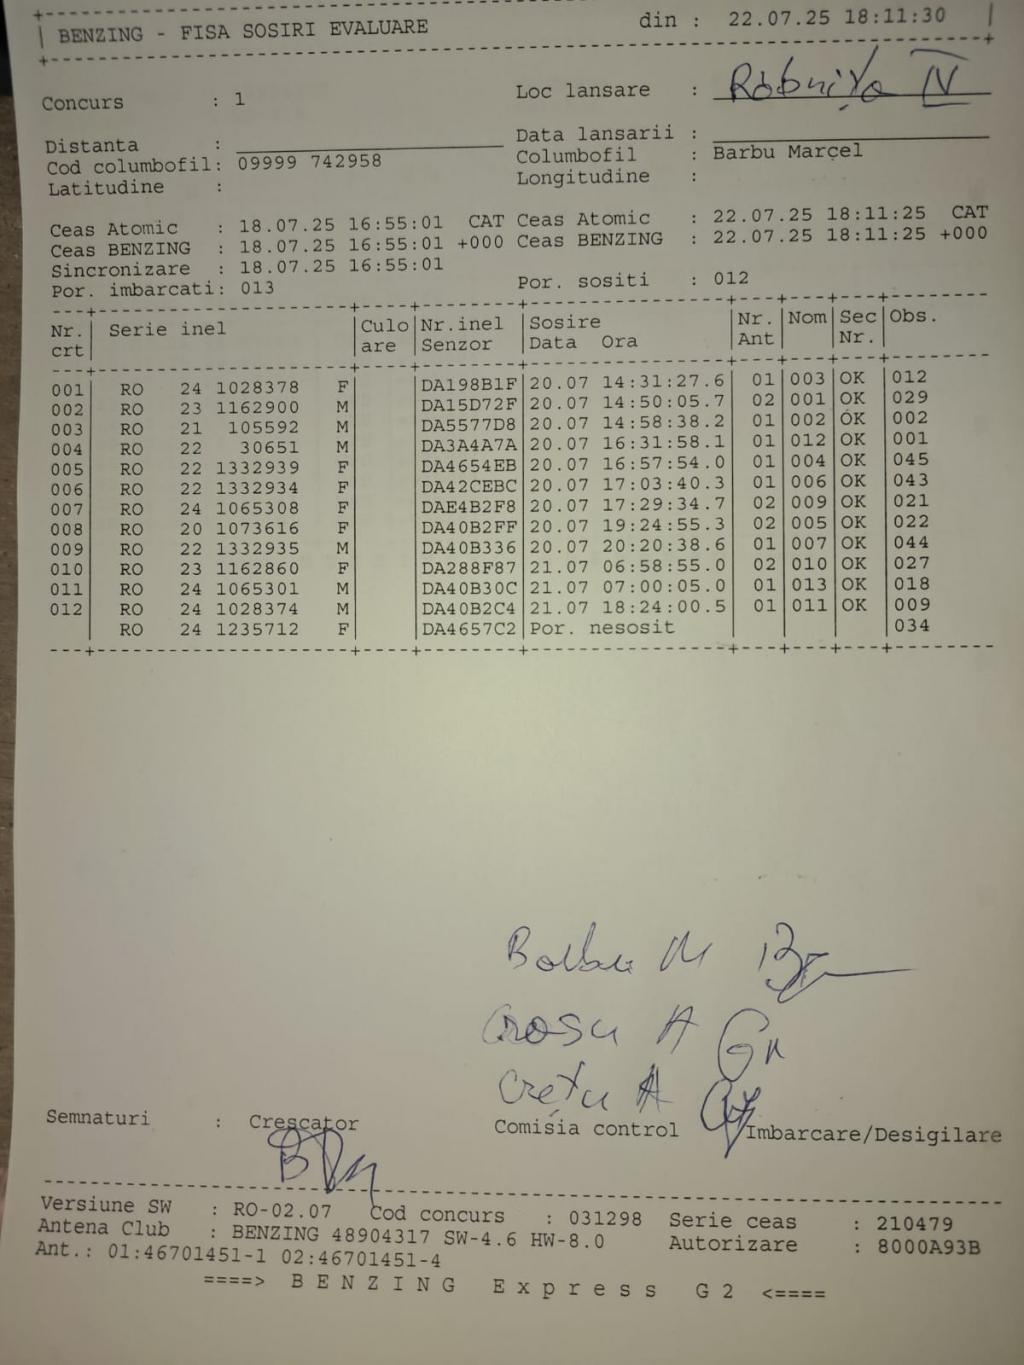 BENZING - FISA SOSIRI EVALUARE din : 22.07.25 18:11:30
Concurs : 1 Loc lansare : Râbnița IV
Distanta : Data lansarii :
Cod columbofil: 09999 742958 Columbofil : Barbu Marcel
Latitudine : Longitudine :
Ceas Atomic : 18.07.25 16:55:01 CAT Ceas Atomic : 22.07.25 18:11:25 CAT
Ceas BENZING : 18.07.25 16:55:01 +000 Ceas BENZING : 22.07.25 18:11:25 +000
Sincronizare : 18.07.25 16:55:01
Por. imbarcati: 013 Por. sositi : 012
Nr. Serie inel Culo Nr.inel Sosire Nr. Nom Sec Obs.
crt are Senzor Data Ora Ant Nr.
001 RO 24 1028378 F DA198B1F 20.07 14:31:27.6 01 003 OK 012
002 RO 23 1162900 M DA15D72F 20.07 14:50:05.7 02 001 OK 029
003 RO 21 105592 M DA5577D8 20.07 14:58:38.2 01 002 OK 002
004 RO 22 30651 M DA3A4A7A 20.07 16:31:58.1 01 012 OK 001
005 RO 22 1332939 F DA4654EB 20.07 16:57:54.0 01 004 OK 045
006 RO 22 1332934 F DA42CEBC 20.07 17:03:40.3 01 006 OK 043
007 RO 24 1065308 F DAE4B2F8 20.07 17:29:34.7 02 009 OK 021
008 RO 20 1073616 F DA40B2FF 20.07 19:24:55.3 02 005 OK 022
009 RO 22 1332935 M DA40B336 20.07 20:20:38.6 01 007 OK 044
010 RO 23 1162860 F DA288F87 21.07 06:58:55.0 02 010 OK 027
011 RO 24 1065301 M DA40B30C 21.07 07:00:05.0 01 013 OK 018
012 RO 24 1028374 M DA40B2C4 21.07 18:24:00.5 01 011 OK 009
RO 24 1235712 F DA4657C2 Por. nesosit 034
Barbu M
Grosu A
Crețu A
Semnaturi : Crescator Comisia control Imbarcare/Desigilare
Versiune SW : RO-02.07 Cod concurs : 031298 Serie ceas : 210479
Antena Club : BENZING 48904317 SW-4.6 HW-8.0 Autorizare : 8000A93B
Ant.: 01:46701451-1 02:46701451-4
====> B E N Z I N G E x p r e s s G 2 <====